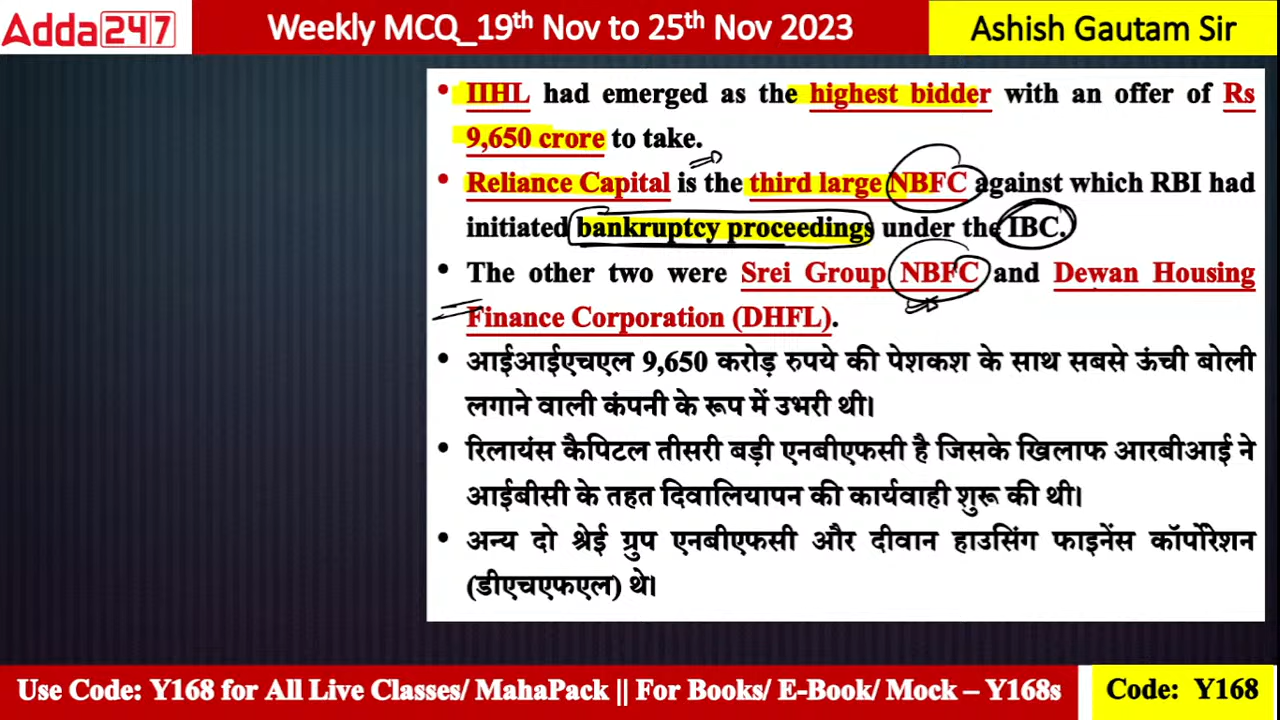 Adda247
Weekly MCQ_19th Nov to 25th Nov 2023
Ashish Gautam Sir
• IIHL had emerged as the highest bidder with an offer of Rs
9,650 crore to take.
• Reliance Capital is the third large NBFC against which RBI had
initiated bankruptcy proceedings under the IBC.
• The other two were Srei Group NBFC and Dewan Housing
Finance Corporation (DHFL).
• आईआईएचएल 9,650 करोड़ रुपये की पेशकश के साथ सबसे ऊंची बोली
लगाने वाली कंपनी के रूप में उभरी थी।
• रिलायंस कैपिटल तीसरी बड़ी एनबीएफसी है जिसके खिलाफ आरबीआई ने
आईबीसी के तहत दिवालियापन की कार्यवाही शुरू की थी।
• अन्य दो श्रेई ग्रुप एनबीएफसी और दीवान हाउसिंग फाइनेंस कॉर्पोरेशन
(डीएचएफएल) थे।
Use Code: Y168 for All Live Classes/ MahaPack || For Books/ E-Book/ Mock – Y168s
Code: Y168